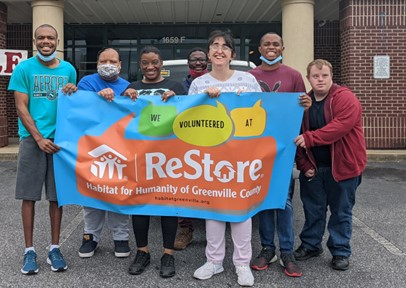 1659 F
We VOLUNTEERED AT
ReStore
Habitat for Humanity of Greenville County
habitatgreenville.org